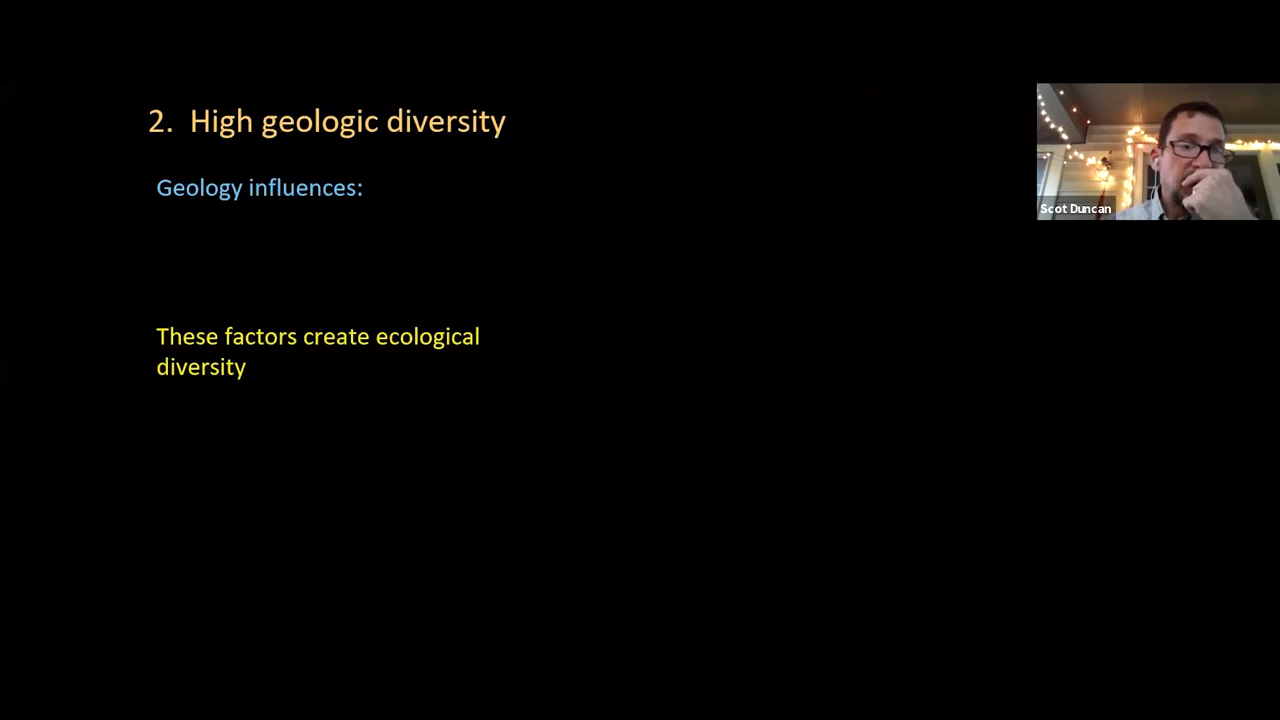 2. High geologic diversity
Geology influences:
These factors create ecological
diversity
Scot Duncan